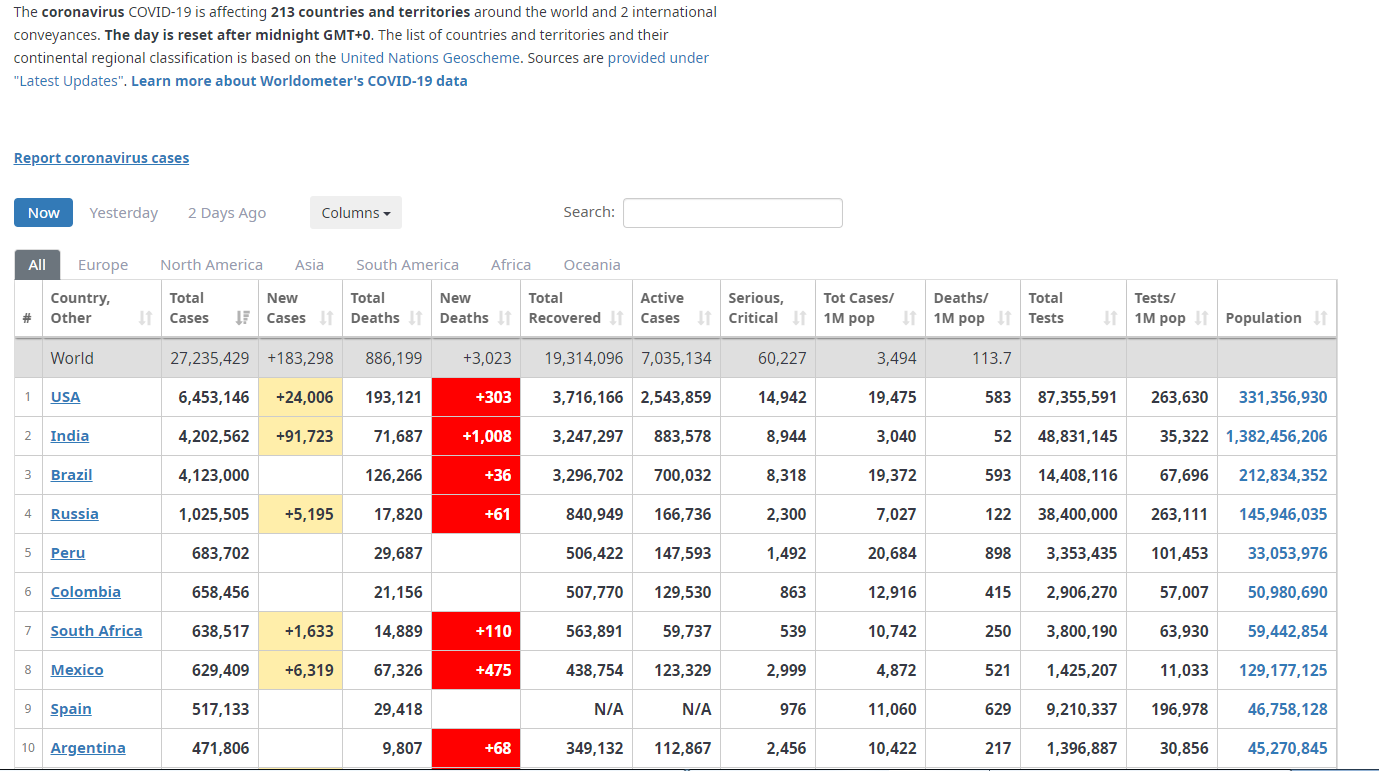 The coronavirus COVID-19 is affecting 213 countries and territories around the world and 2 international
conveyances. The day is reset after midnight GMT+0. The list of countries and territories and their
continental regional classification is based on the United Nations Geoscheme. Sources are provided under
"Latest Updates". Learn more about Worldometer's COVID-19 data
Report coronavirus cases
Now Yesterday 2 Days Ago Columns Search:
All Europe North America Asia South America Africa Oceania
# Country, Other Total Cases New Cases Total Deaths New Deaths Total Recovered Active Cases Serious, Critical Tot Cases/ 1M pop Deaths/ 1M pop Total Tests Tests/ 1M pop Population
World 27,235,429 +183,298 886,199 +3,023 19,314,096 7,035,134 60,227 3,494 113.7
1 USA 6,453,146 +24,006 193,121 +303 3,716,166 2,543,859 14,942 19,475 583 87,355,591 263,630 331,356,930
2 India 4,202,562 +91,723 71,687 +1,008 3,247,297 883,578 8,944 3,040 52 48,831,145 35,322 1,382,456,206
3 Brazil 4,123,000 126,266 +36 3,296,702 700,032 8,318 19,372 593 14,408,116 67,696 212,834,352
4 Russia 1,025,505 +5,195 17,820 +61 840,949 166,736 2,300 7,027 122 38,400,000 263,111 145,946,035
5 Peru 683,702 29,687 506,422 147,593 1,492 20,684 898 3,353,435 101,453 33,053,976
6 Colombia 658,456 21,156 507,770 129,530 863 12,916 415 2,906,270 57,007 50,980,690
7 South Africa 638,517 +1,633 14,889 +110 563,891 59,737 539 10,742 250 3,800,190 63,930 59,442,854
8 Mexico 629,409 +6,319 67,326 +475 438,754 123,329 2,999 4,872 521 1,425,207 11,033 129,177,125
9 Spain 517,133 29,418 N/A N/A 976 11,060 629 9,210,337 196,978 46,758,128
10 Argentina 471,806 9,807 +68 349,132 112,867 2,456 10,422 217 1,396,887 30,856 45,270,845